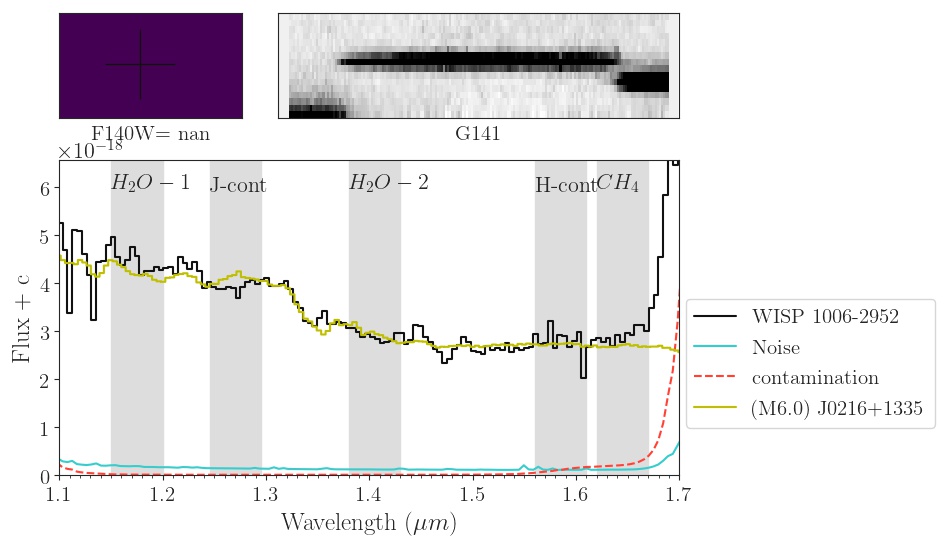 F140W= nan
G141
×10⁻¹⁸
H₂O − 1
J-cont
H₂O − 2
H-cont
CH₄
6
5
4
3
2
1
0
Flux + c
1.1
1.2
1.3
1.4
1.5
1.6
1.7
Wavelength (μm)
WISP 1006-2952
Noise
contamination
(M6.0) J0216+1335